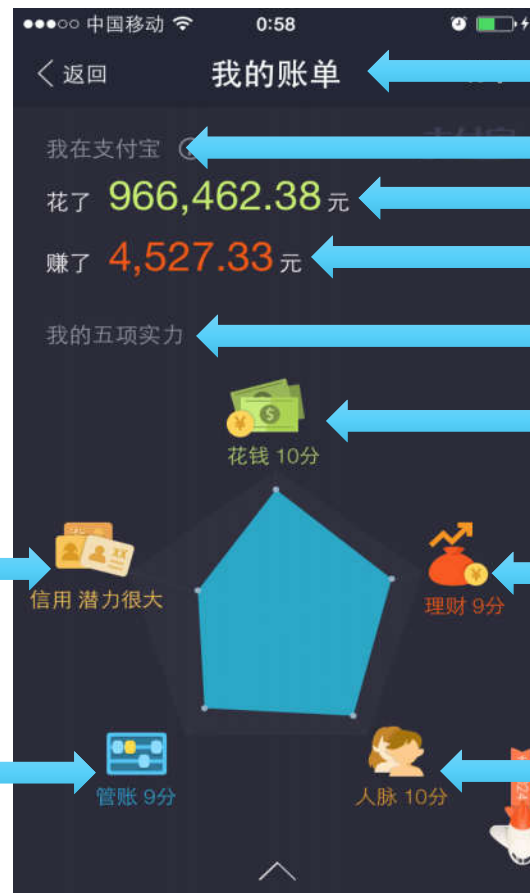 中国移动 0:58
返回 我的账单
我在支付宝
花了 966,462.38 元
赚了 4,527.33 元
我的五项实力
花钱 10分
信用 潜力很大
理财 9分
管账 9分
人脉 10分